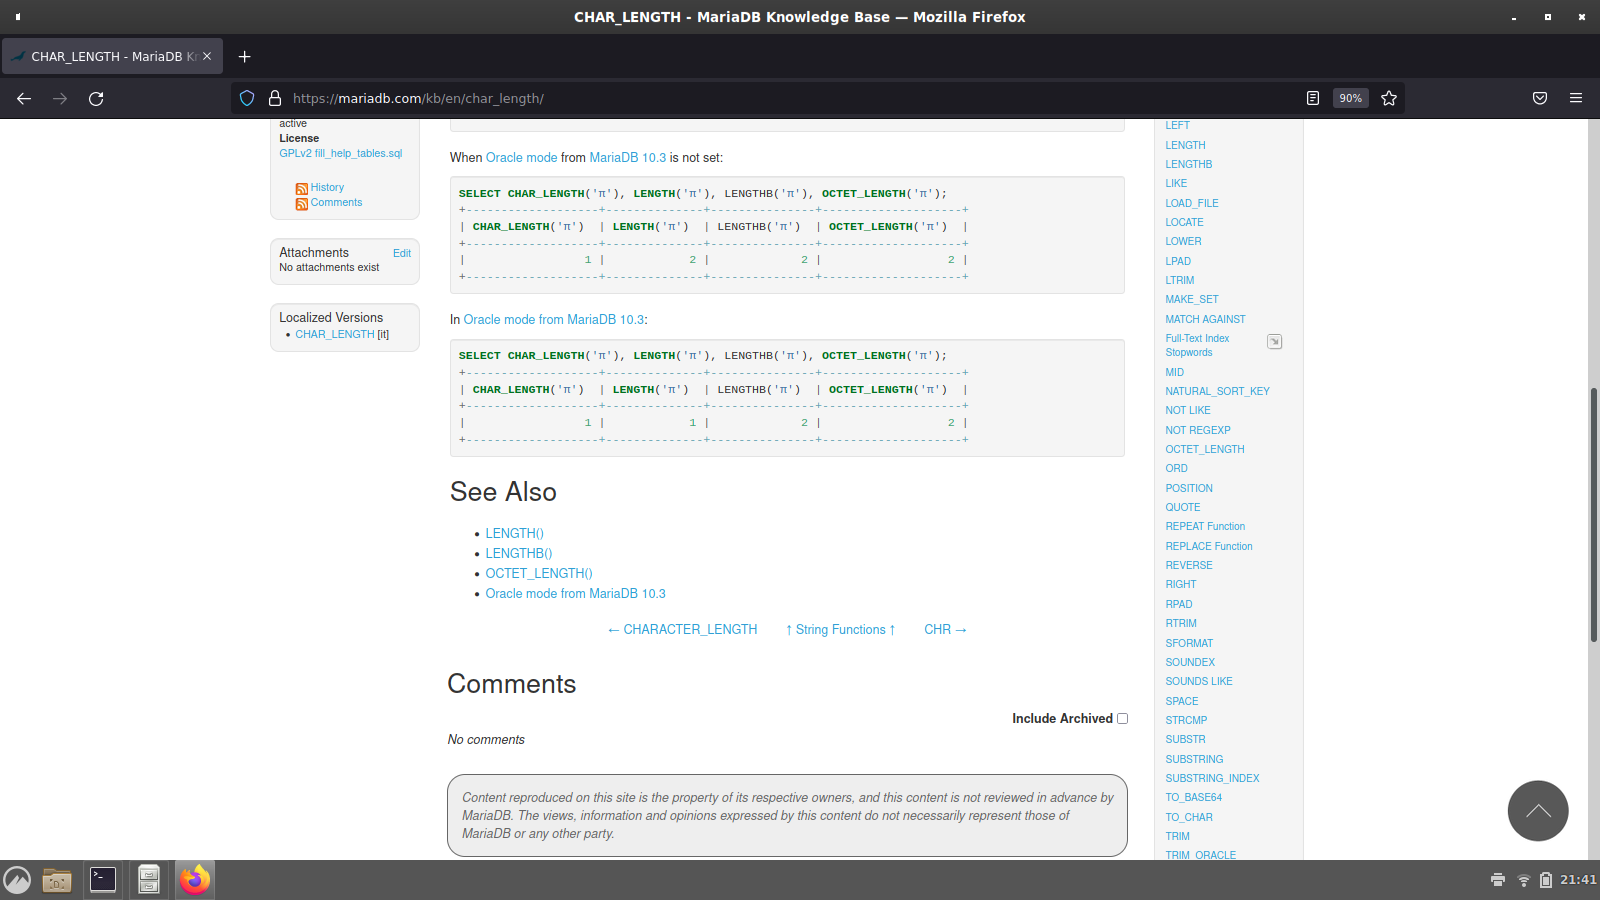 CHAR_LENGTH - MariaDB Knowledge Base — Mozilla Firefox
CHAR_LENGTH - MariaDB Kn
https://mariadb.com/kb/en/char_length/
90%
active
License
GPLv2 fill_help_tables.sql
History
Comments
Attachments Edit
No attachments exist
Localized Versions
• CHAR_LENGTH [it]
When Oracle mode from MariaDB 10.3 is not set:
SELECT CHAR_LENGTH('π'), LENGTH('π'), LENGTHB('π'), OCTET_LENGTH('π');
+-------------------+--------------+---------------+--------------------+
| CHAR_LENGTH('π')  | LENGTH('π')  | LENGTHB('π')  | OCTET_LENGTH('π')  |
+-------------------+--------------+---------------+--------------------+
|                 1 |            2 |             2 |                  2 |
+-------------------+--------------+---------------+--------------------+
In Oracle mode from MariaDB 10.3:
SELECT CHAR_LENGTH('π'), LENGTH('π'), LENGTHB('π'), OCTET_LENGTH('π');
+-------------------+--------------+---------------+--------------------+
| CHAR_LENGTH('π')  | LENGTH('π')  | LENGTHB('π')  | OCTET_LENGTH('π')  |
+-------------------+--------------+---------------+--------------------+
|                 1 |            1 |             2 |                  2 |
+-------------------+--------------+---------------+--------------------+
See Also
• LENGTH()
• LENGTHB()
• OCTET_LENGTH()
• Oracle mode from MariaDB 10.3
← CHARACTER_LENGTH ↑ String Functions ↑ CHR →
Comments
Include Archived
No comments
Content reproduced on this site is the property of its respective owners, and this content is not reviewed in advance by
MariaDB. The views, information and opinions expressed by this content do not necessarily represent those of
MariaDB or any other party.
LEFT
LENGTH
LENGTHB
LIKE
LOAD_FILE
LOCATE
LOWER
LPAD
LTRIM
MAKE_SET
MATCH AGAINST
Full-Text Index
Stopwords
MID
NATURAL_SORT_KEY
NOT LIKE
NOT REGEXP
OCTET_LENGTH
ORD
POSITION
QUOTE
REPEAT Function
REPLACE Function
REVERSE
RIGHT
RPAD
RTRIM
SFORMAT
SOUNDEX
SOUNDS LIKE
SPACE
STRCMP
SUBSTR
SUBSTRING
SUBSTRING_INDEX
TO_BASE64
TO_CHAR
TRIM
TRIM_ORACLE
21:41